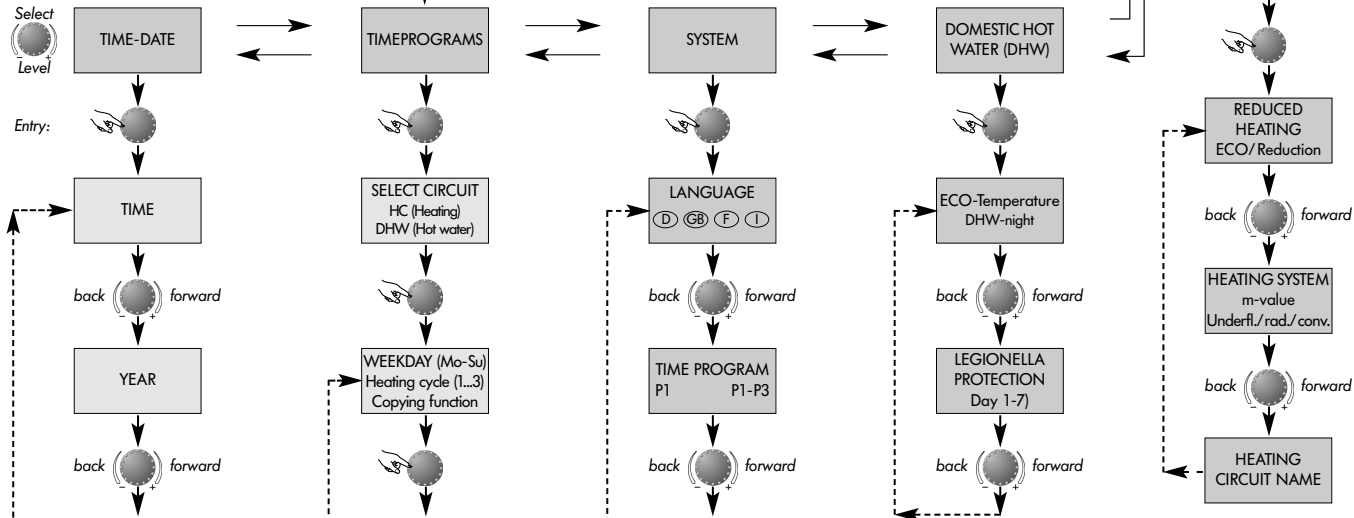 Select
- +
Level
TIME-DATE
TIMEPROGRAMS
SYSTEM
DOMESTIC HOT
WATER (DHW)
Entry:
TIME
back - + forward
YEAR
back - + forward
SELECT CIRCUIT
HC (Heating)
DHW (Hot water)
WEEKDAY (Mo-Su)
Heating cycle (1...3)
Copying function
LANGUAGE
D GB F I
back - + forward
TIME PROGRAM
P1 P1-P3
back - + forward
ECO-Temperature
DHW-night
back - + forward
LEGIONELLA
PROTECTION
Day 1-7)
back - + forward
REDUCED
HEATING
ECO/Reduction
back - + forward
HEATING SYSTEM
m-value
Underfl./rad./conv.
back - + forward
HEATING
CIRCUIT NAME